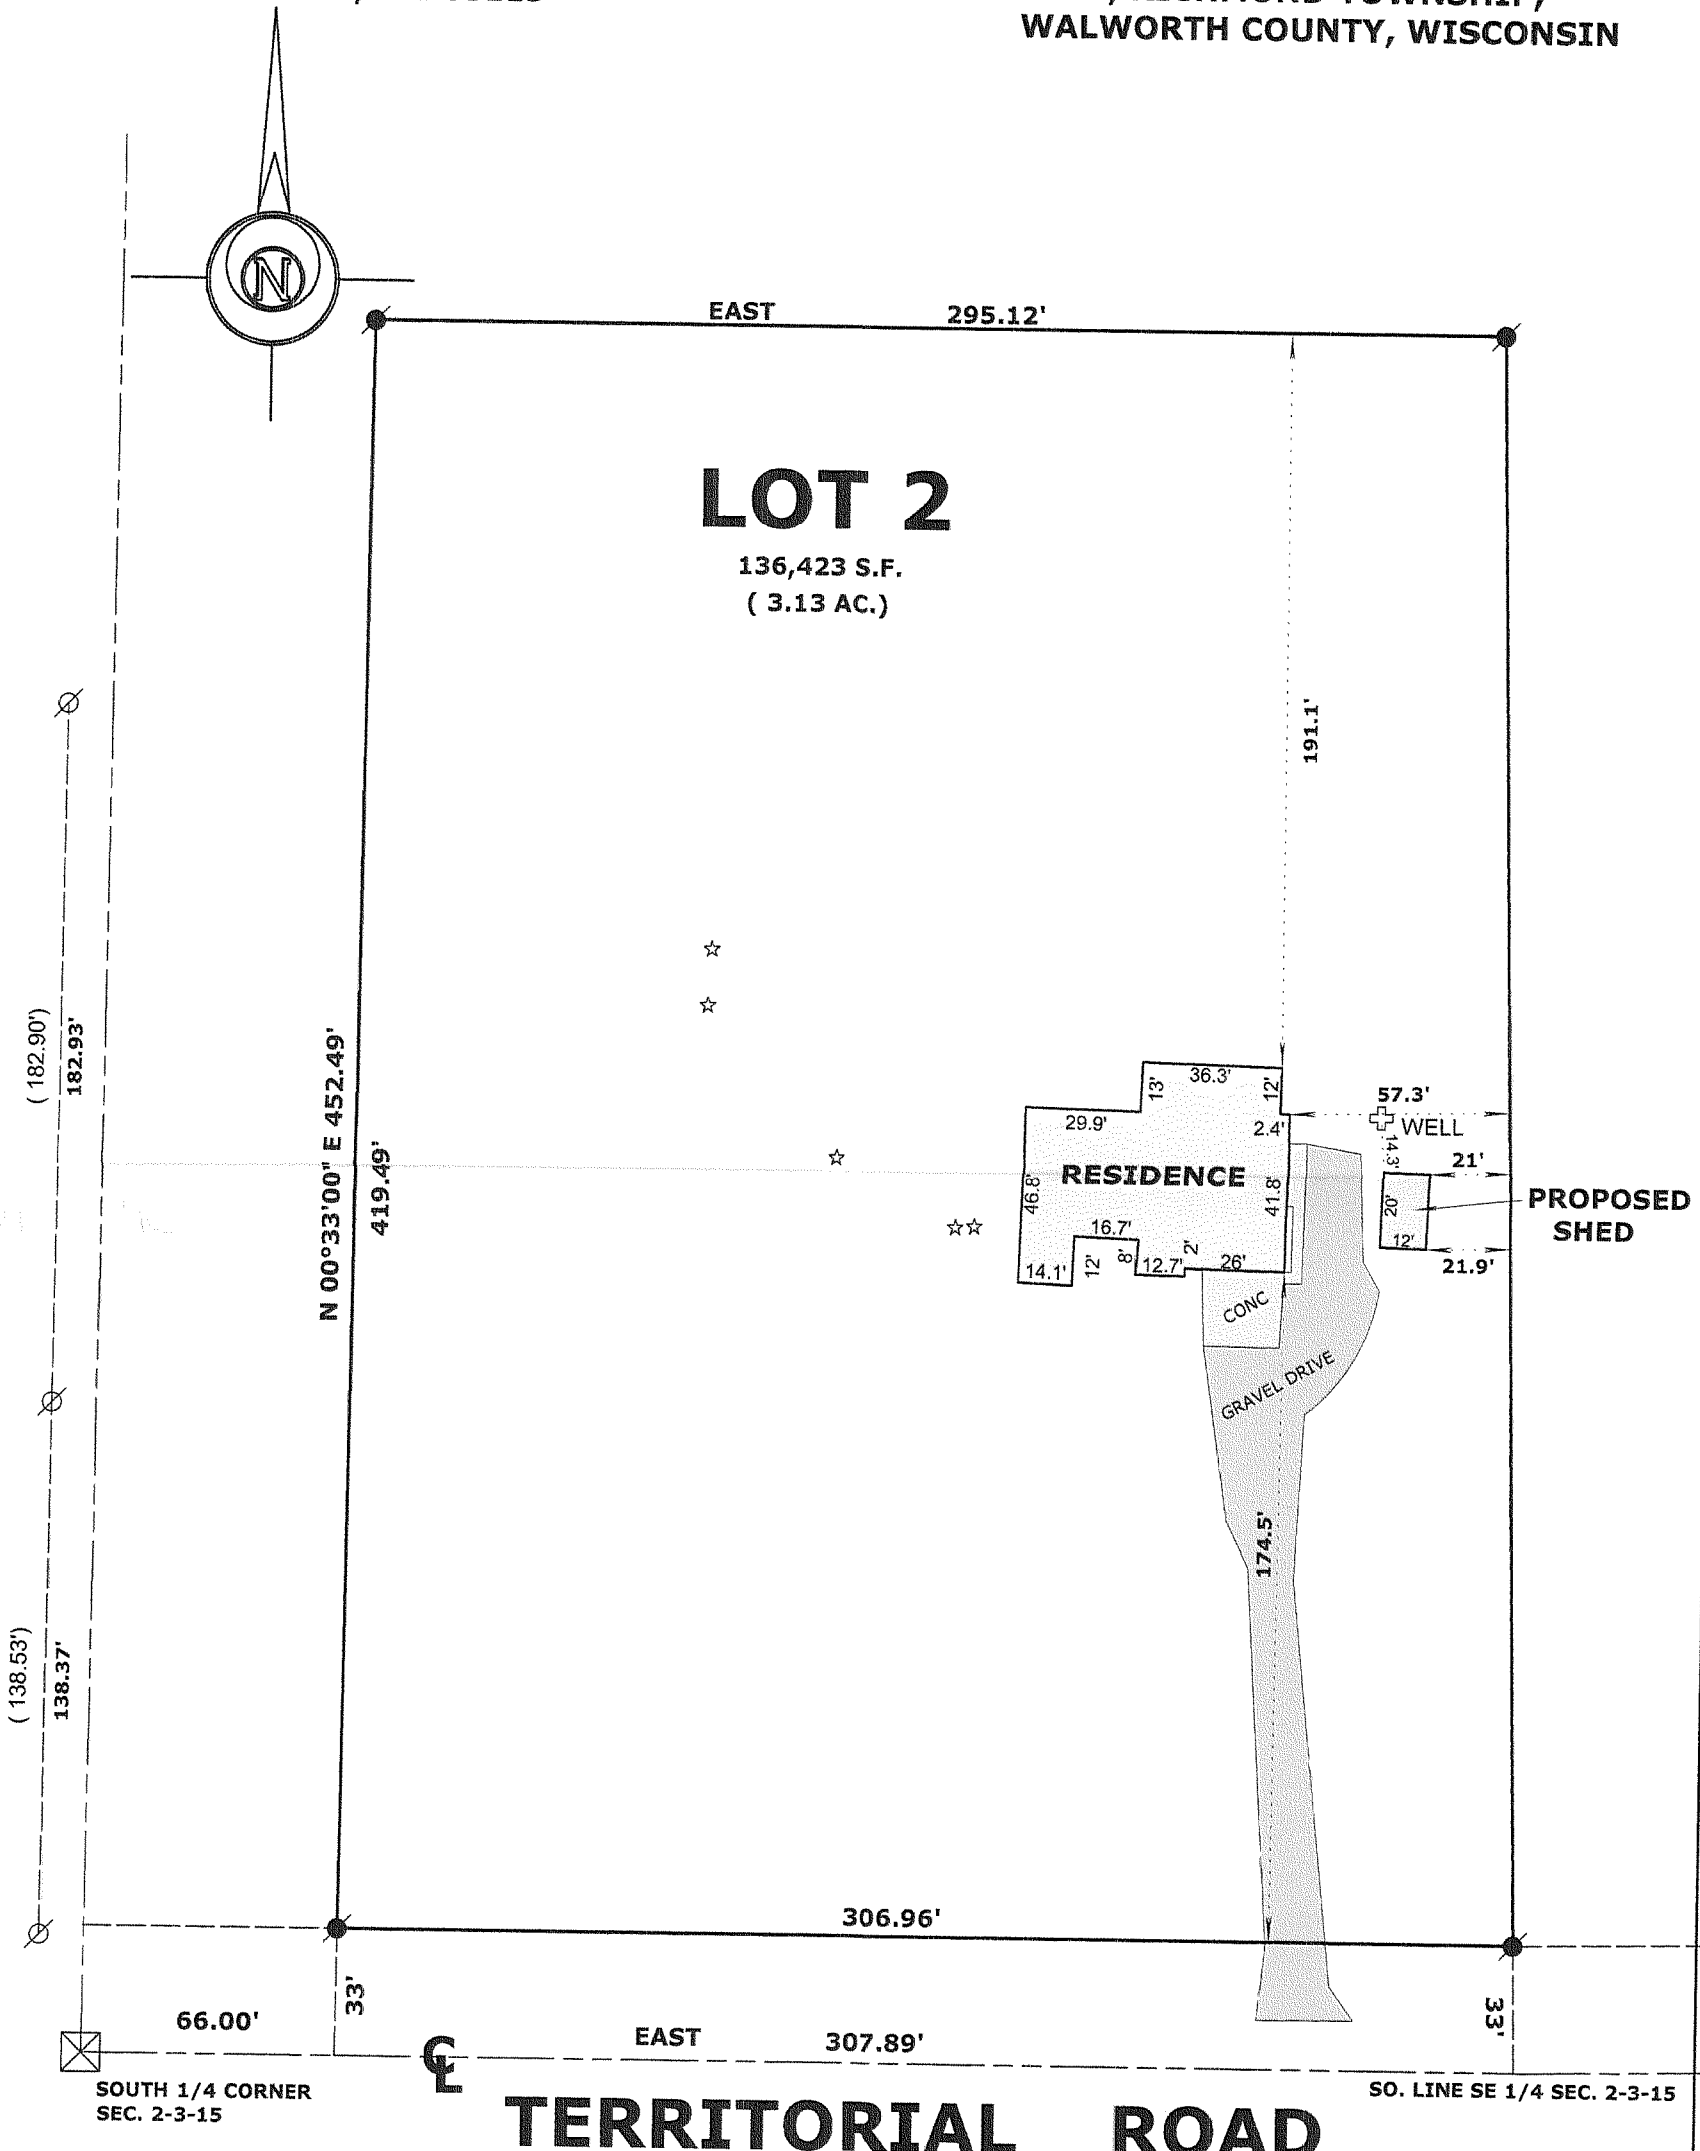 WALWORTH COUNTY, WISCONSIN
N
EAST 295.12'
LOT 2
136,423 S.F.
( 3.13 AC.)
191.1'
( 182.90')
182.93'
N 00°33'00" E 452.49'
419.49'
36.3'
13'
12'
29.9'
2.4'
57.3'
WELL
14.3'
21'
RESIDENCE
46.8'
41.8'
20'
12'
PROPOSED
SHED
21.9'
16.7'
14.1'
12'
8'
12.7'
2'
26'
CONC
GRAVEL DRIVE
174.5'
( 138.53')
138.37'
306.96'
33'
33'
66.00'
EAST 307.89'
CL
SOUTH 1/4 CORNER
SEC. 2-3-15
SO. LINE SE 1/4 SEC. 2-3-15
TERRITORIAL ROAD